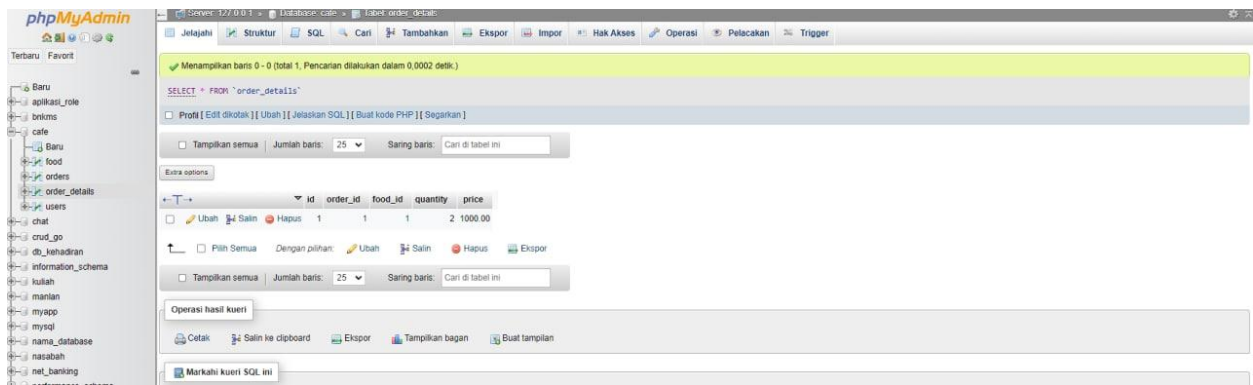 phpMyAdmin
Terbaru Favorit
Baru
aplikasi_role
bnkms
cafe
Baru
food
orders
order_details
users
chat
crud_go
db_kehadiran
information_schema
kuliah
manlan
myapp
mysql
nama_database
nasabah
net_banking
Server: 127.0.0.1 » Database: cafe » Tabel: order_details
Jelajahi Struktur SQL Cari Tambahkan Ekspor Impor Hak Akses Operasi Pelacakan Trigger
Menampilkan baris 0 - 0 (total 1, Pencarian dilakukan dalam 0,0002 detik.)
SELECT * FROM `order_details`
Profil [ Edit dikotak ] [ Ubah ] [ Jelaskan SQL ] [ Buat kode PHP ] [ Segarkan ]
Tampilkan semua | Jumlah baris: 25 Saring baris: Cari di tabel ini
Extra options
←T→ id order_id food_id quantity price
Ubah Salin Hapus 1 1 1 2 1000.00
Pilih Semua Dengan pilihan: Ubah Salin Hapus Ekspor
Tampilkan semua | Jumlah baris: 25 Saring baris: Cari di tabel ini
Operasi hasil kueri
Cetak Salin ke clipboard Ekspor Tampilkan bagan Buat tampilan
Markahi kueri SQL ini